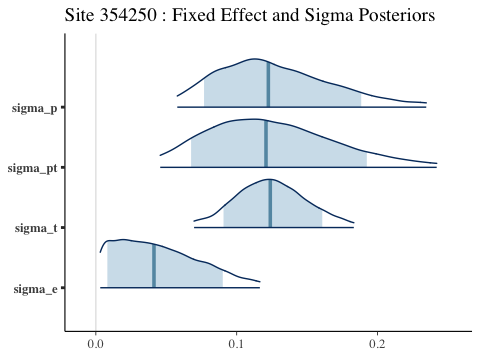 Site 354250 : Fixed Effect and Sigma Posteriors
sigma_p
sigma_pt
sigma_t
sigma_e
0.0 0.1 0.2